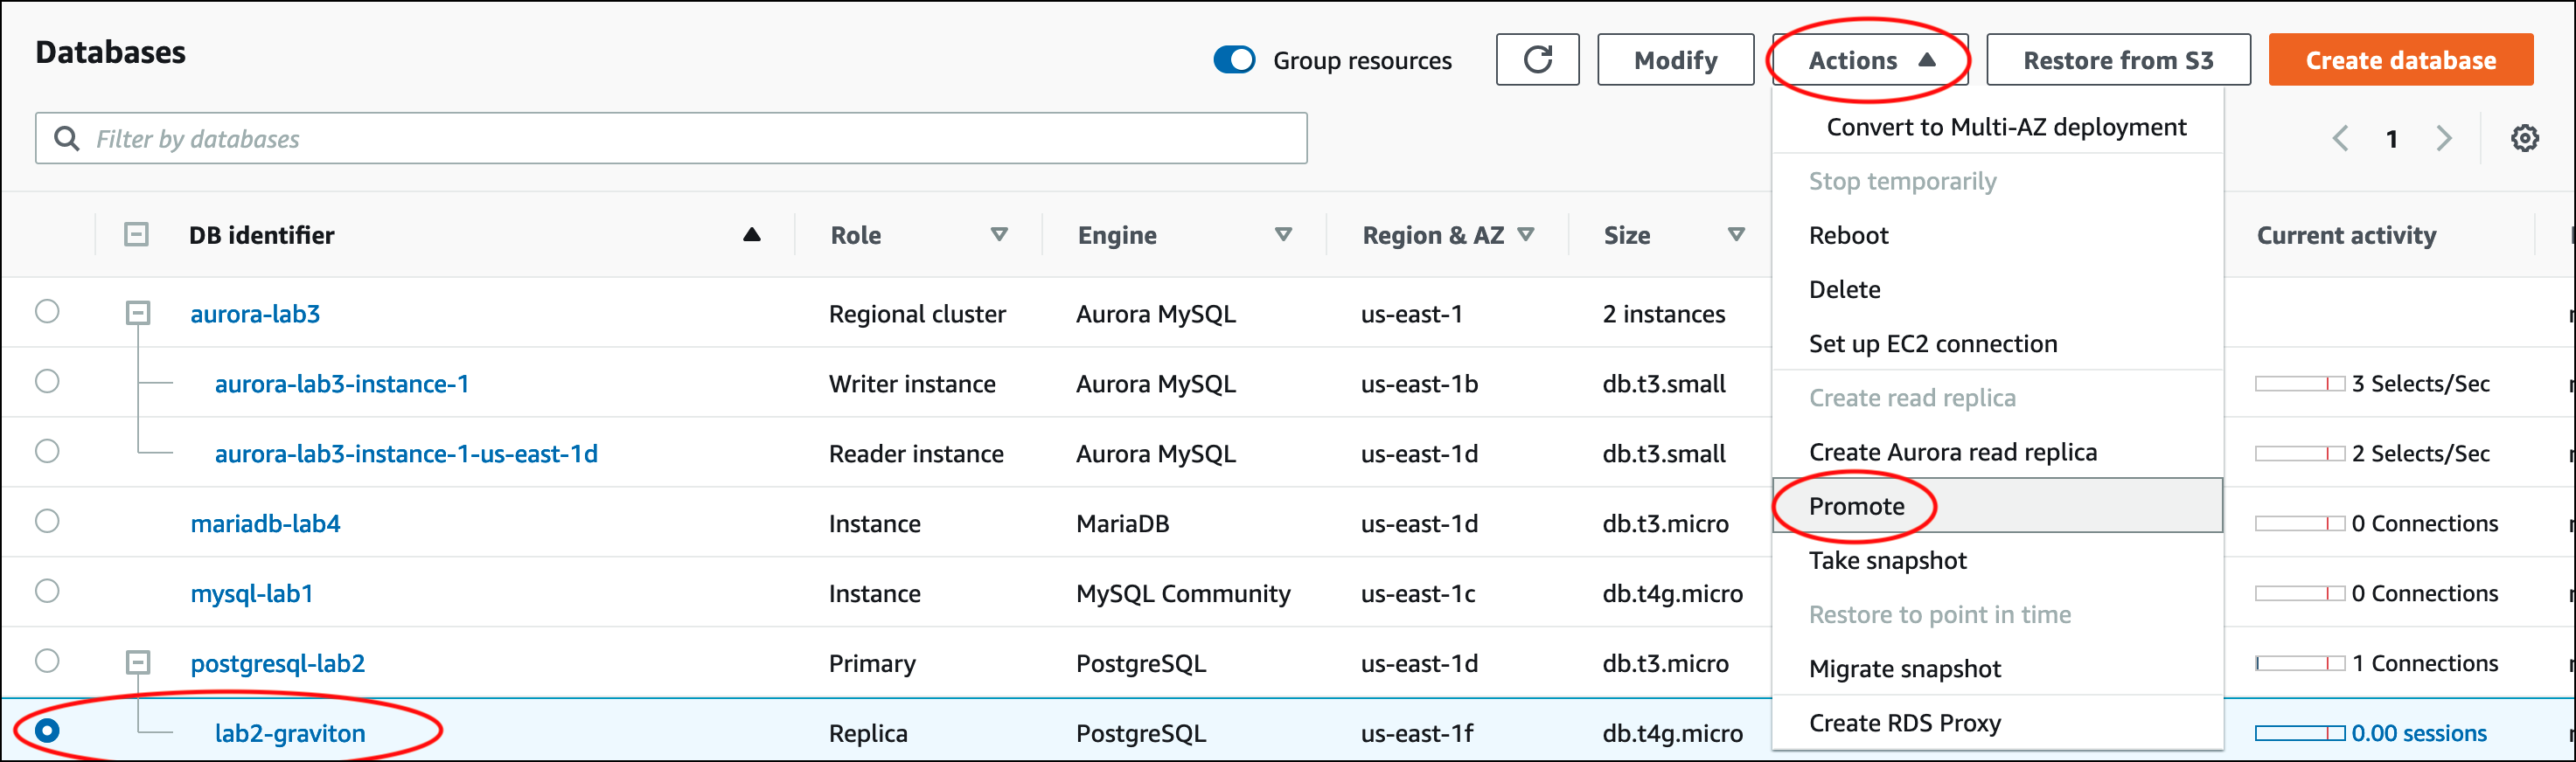 Databases
Group resources
Modify
Actions
Restore from S3
Create database
Filter by databases
1
Convert to Multi-AZ deployment
Stop temporarily
Reboot
Delete
Set up EC2 connection
Create read replica
Create Aurora read replica
Promote
Take snapshot
Restore to point in time
Migrate snapshot
Create RDS Proxy
DB identifier Role Engine Region & AZ Size Current activity
aurora-lab3 Regional cluster Aurora MySQL us-east-1 2 instances
aurora-lab3-instance-1 Writer instance Aurora MySQL us-east-1b db.t3.small 3 Selects/Sec
aurora-lab3-instance-1-us-east-1d Reader instance Aurora MySQL us-east-1d db.t3.small 2 Selects/Sec
mariadb-lab4 Instance MariaDB us-east-1d db.t3.micro 0 Connections
mysql-lab1 Instance MySQL Community us-east-1c db.t4g.micro 0 Connections
postgresql-lab2 Primary PostgreSQL us-east-1d db.t3.micro 1 Connections
lab2-graviton Replica PostgreSQL us-east-1f db.t4g.micro 0.00 sessions